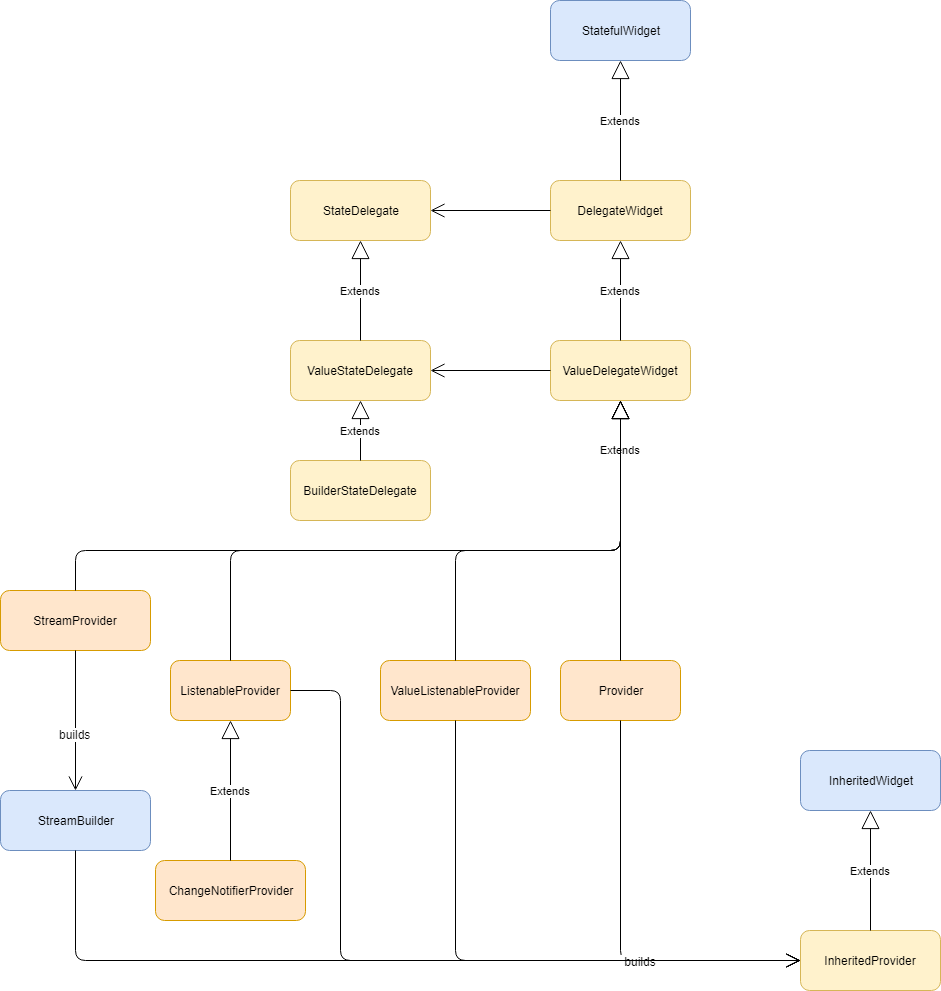 StatefulWidget
Extends
StateDelegate
DelegateWidget
Extends
Extends
ValueStateDelegate
ValueDelegateWidget
Extends
Extends
BuilderStateDelegate
StreamProvider
ListenableProvider
ValueListenableProvider
Provider
builds
InheritedWidget
Extends
StreamBuilder
Extends
ChangeNotifierProvider
builds
InheritedProvider